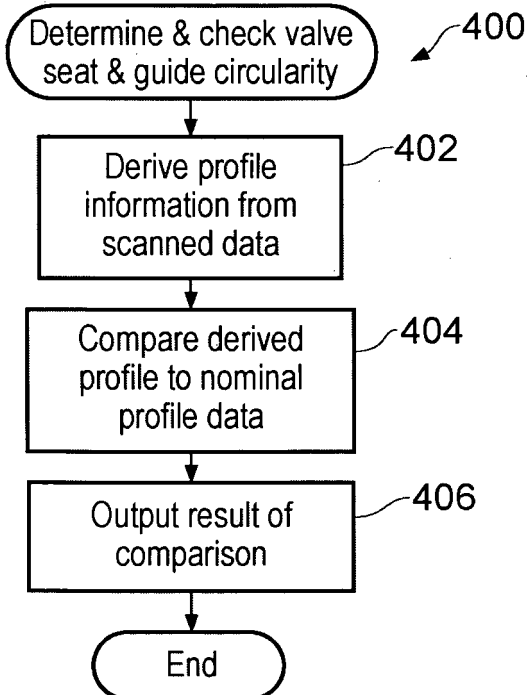 Determine & check valve
seat & guide circularity
400
Derive profile
information from
scanned data
402
Compare derived
profile to nominal
profile data
404
Output result of
comparison
406
End